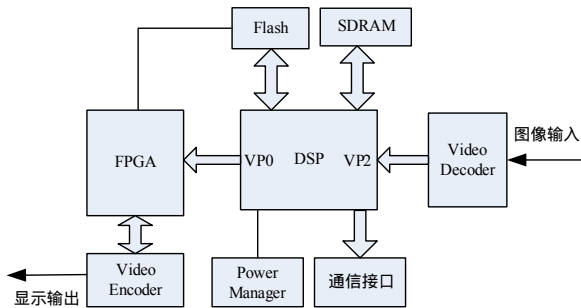 Flash
SDRAM
FPGA
VP0
DSP
VP2
Video
Decoder
图像输入
Video
Encoder
显示输出
Power
Manager
通信接口